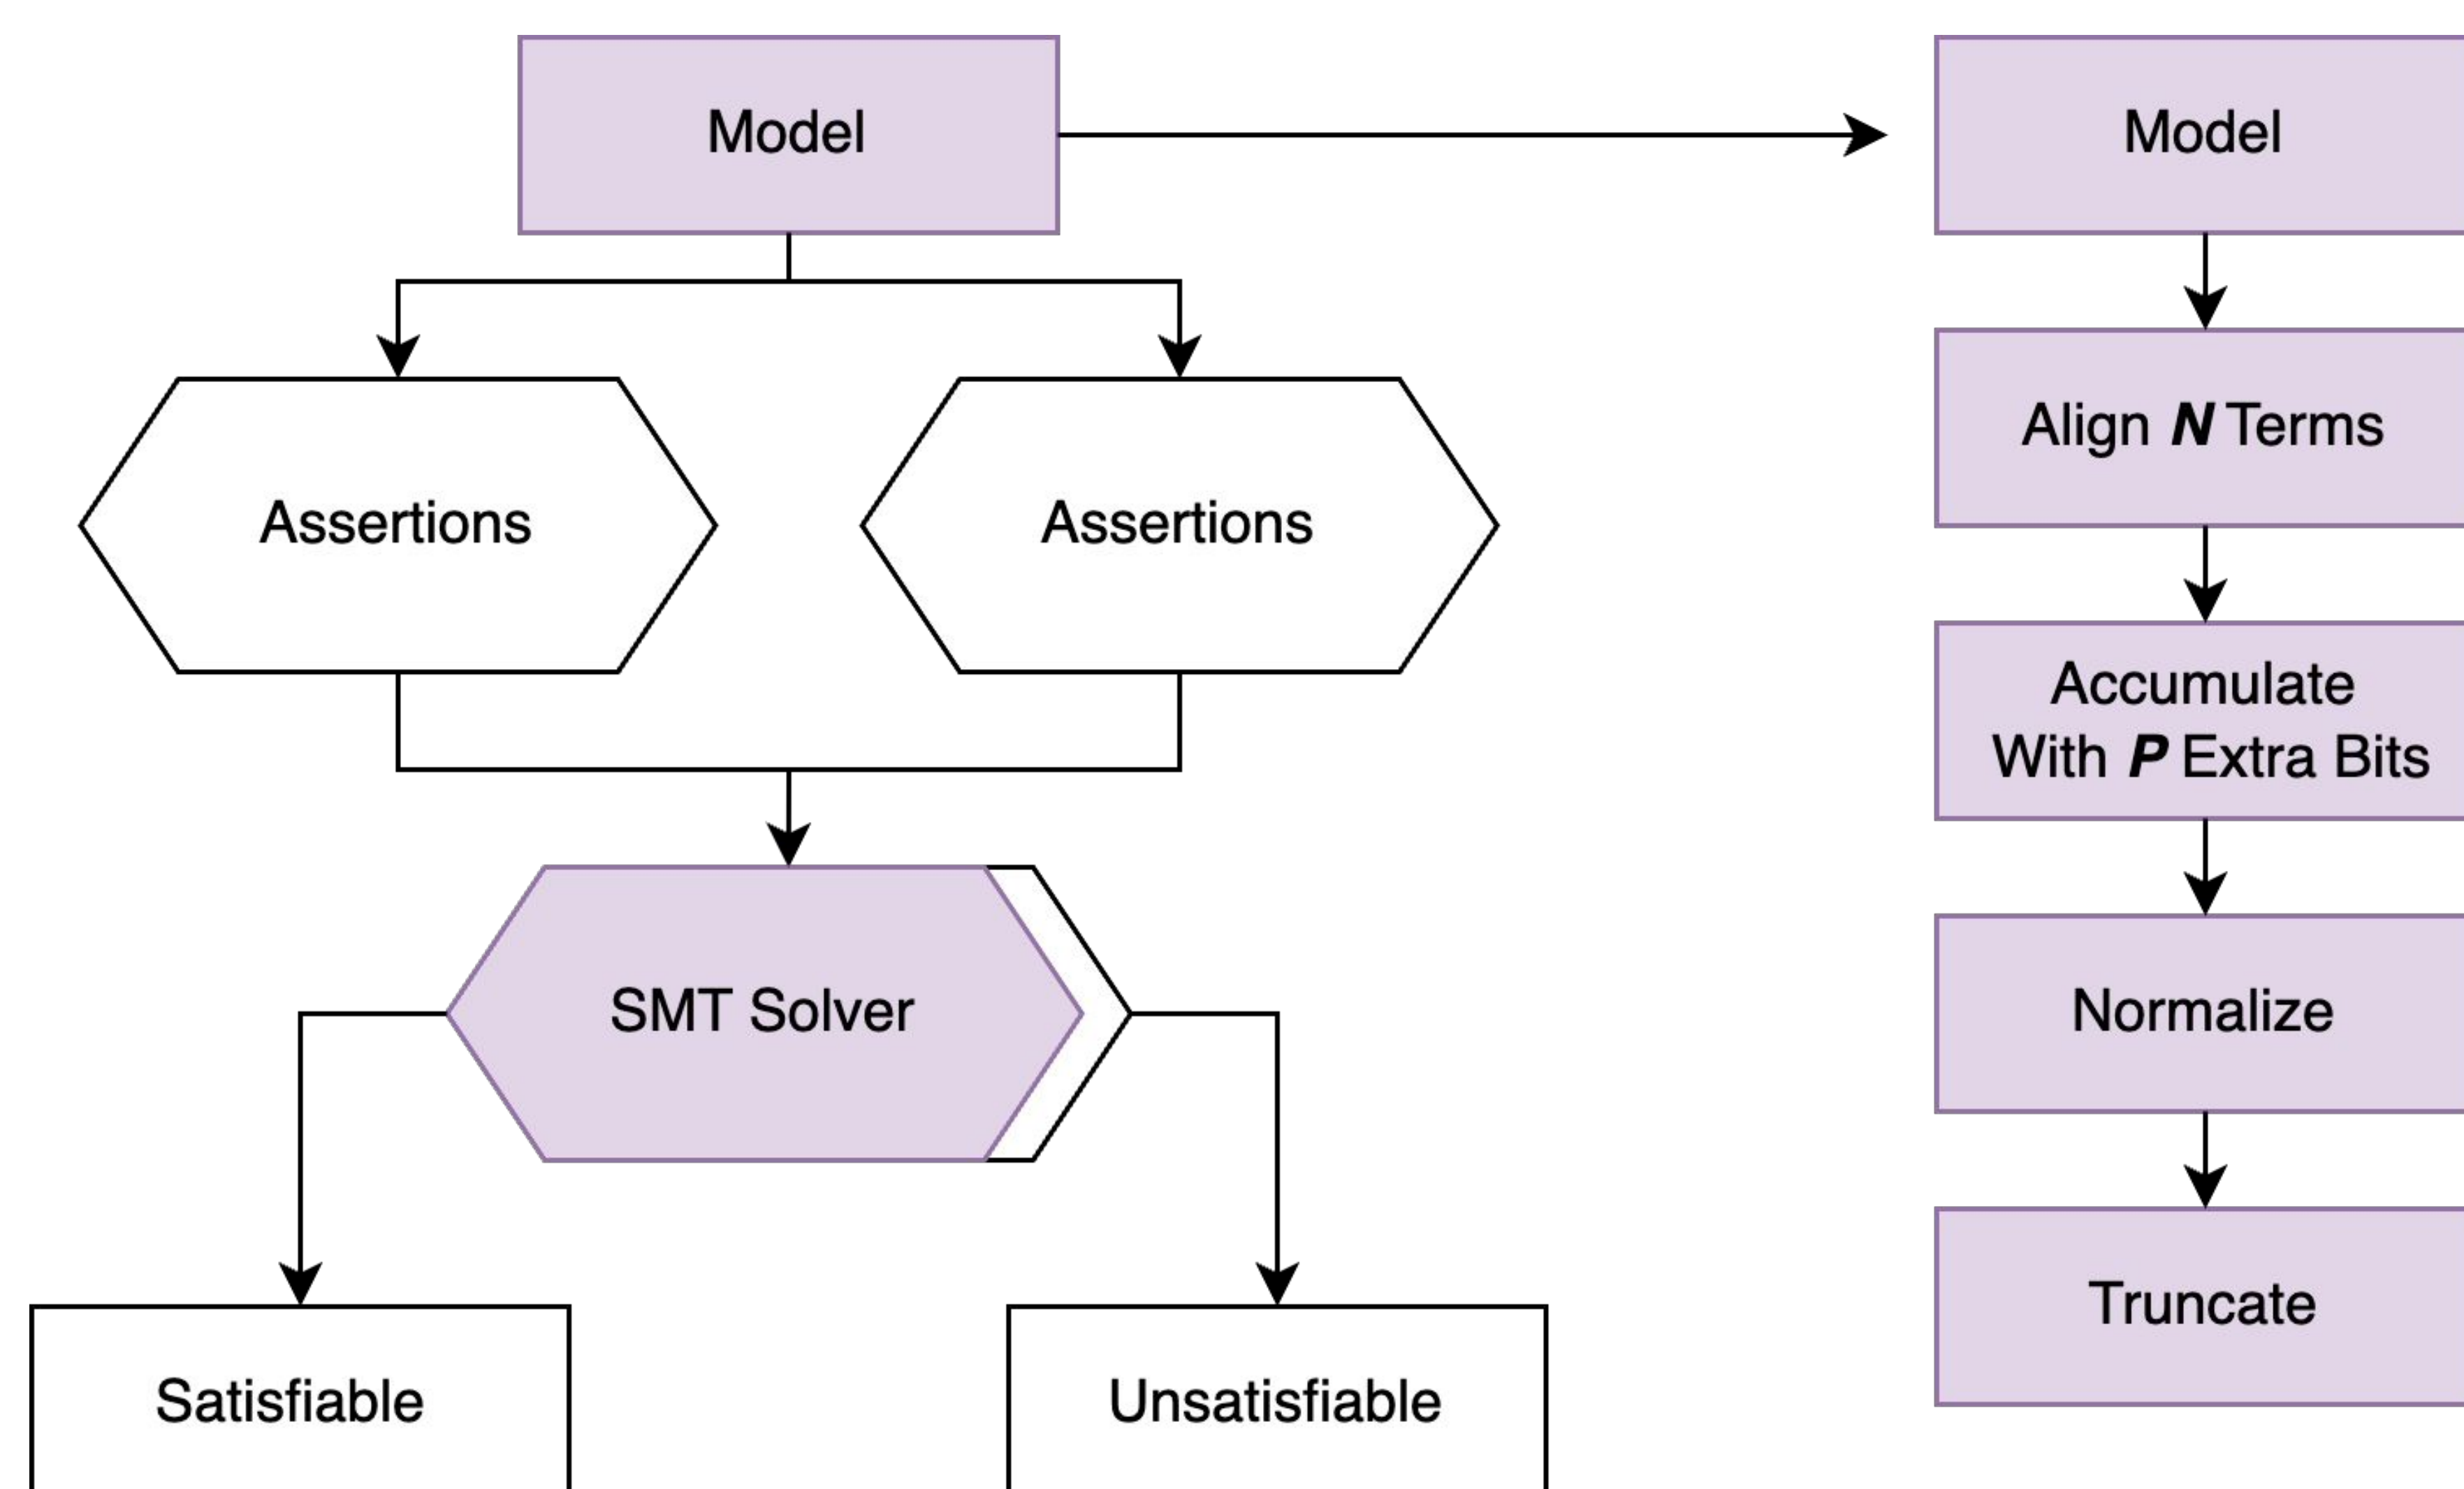 Model
Assertions
Assertions
SMT Solver
Satisfiable
Unsatisfiable
Model
Align N Terms
Accumulate
With P Extra Bits
Normalize
Truncate